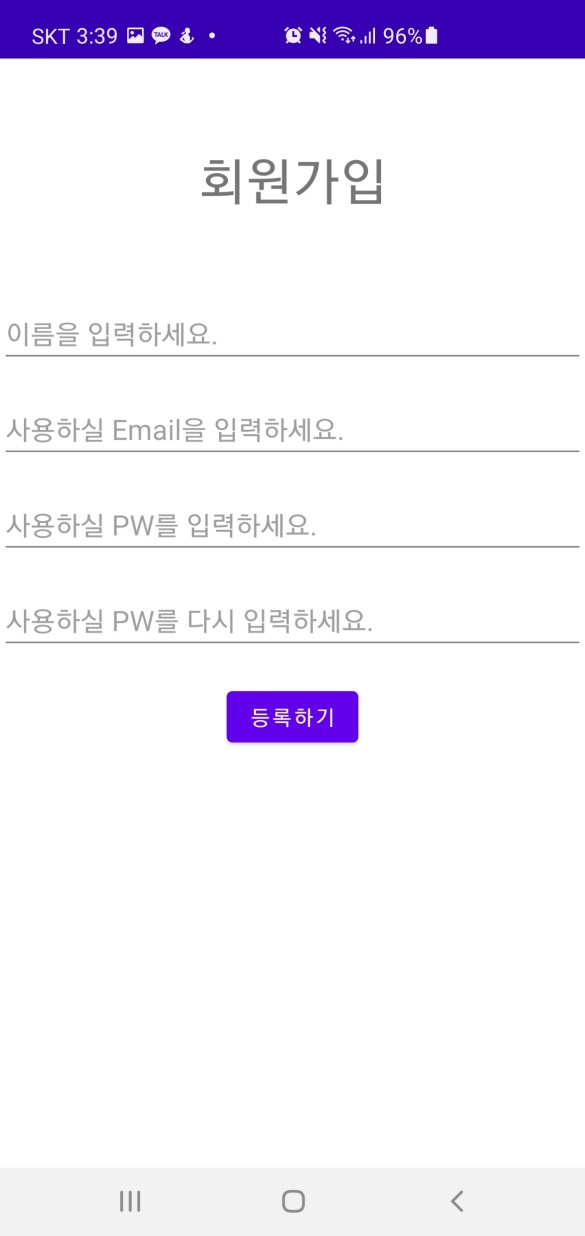 SKT 3:39 TALK 96%
회원가입
이름을 입력하세요.
사용하실 Email을 입력하세요.
사용하실 PW를 입력하세요.
사용하실 PW를 다시 입력하세요.
등록하기